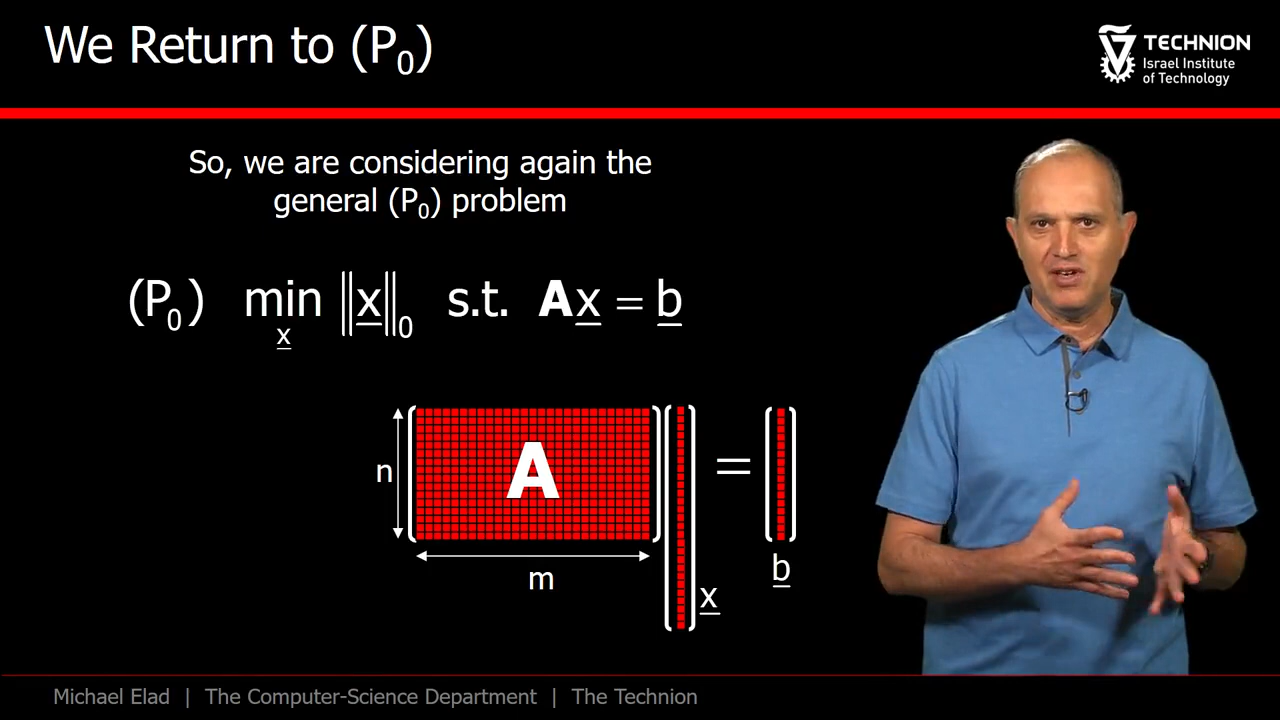 We Return to (P₀)
TECHNION
Israel Institute
of Technology
So, we are considering again the
general (P₀) problem
(P₀) min ‖x‖₀ s.t. Ax = b
x
n
A
=
m
x
b
Michael Elad | The Computer-Science Department | The Technion